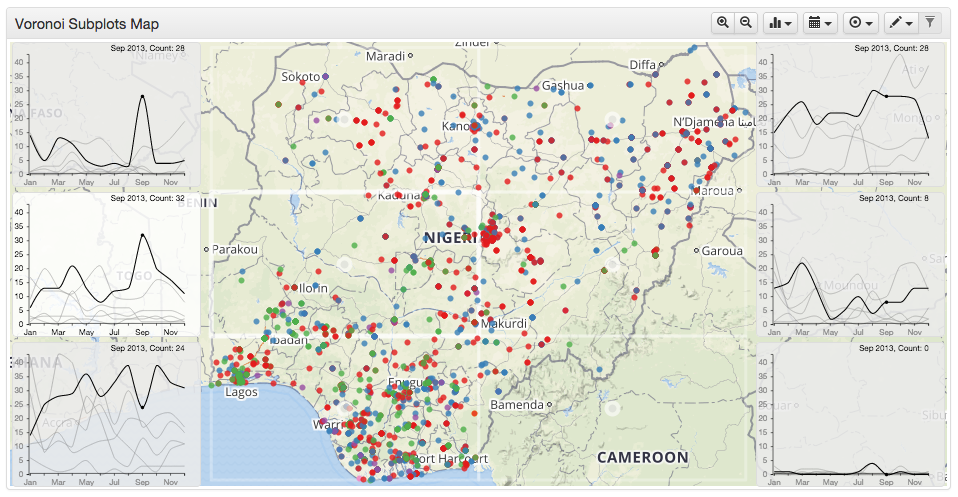 Voronoi Subplots Map
Sep 2013, Count: 28
40
35
30
25
20
15
10
5
0
Jan Mar May Jul Sep Nov
Niamey
FASO
Sep 2013, Count: 32
40
35
30
25
20
15
10
5
0
Jan Mar May Jul Sep Nov
BENIN
TOGO
Sep 2013, Count: 24
40
35
30
25
20
15
10
5
0
Jan Mar May Jul Sep Nov
Accra
Zinder
Maradi
Diffa
Sokoto
Gashua
Kano
N'Djamena
Maroua
Kaduna
NIGERI
Parakou
Garoua
Ilorin
Makurdi
Ibadan
Lagos
Enugu
Bamenda
Warri
Port Harcourt
CAMEROON
Sep 2013, Count: 28
40
35
30
25
20
15
10
5
0
Jan Mar May Jul Sep Nov
Ati
Mongo
Sep 2013, Count: 8
40
35
30
25
20
15
10
5
0
Jan Mar May Jul Sep Nov
Moundou
Sa
Sep 2013, Count: 0
40
35
30
25
20
15
10
5
0
Jan Mar May Jul Sep Nov
uar
Sibu